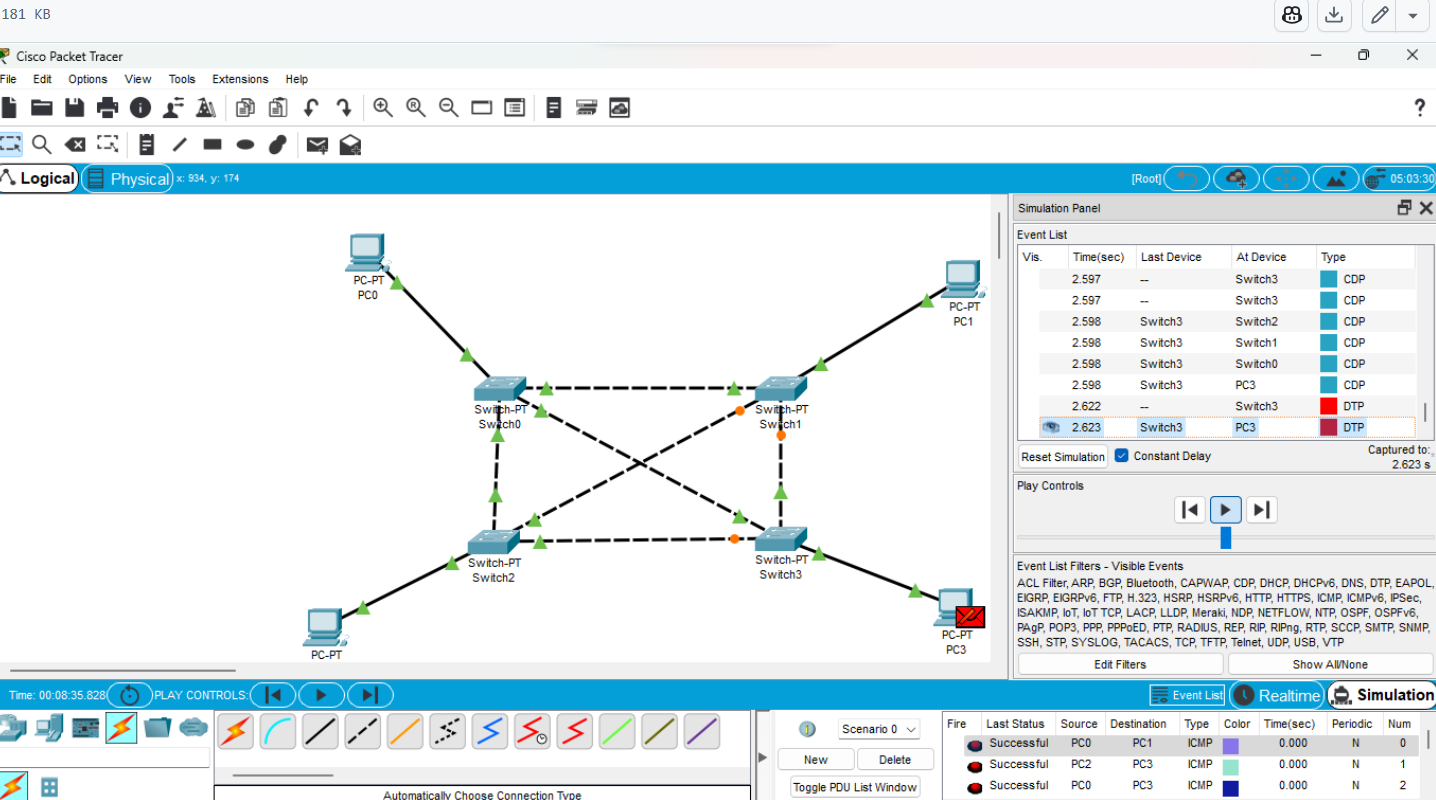 181 KB
Cisco Packet Tracer
File Edit Options View Tools Extensions Help
?
Logical Physical x: 934, y: 174 [Root] 05:03:30
Simulation Panel
Event List
Vis. Time(sec) Last Device At Device Type
2.597 -- Switch3 CDP
2.597 -- Switch3 CDP
2.598 Switch3 Switch2 CDP
2.598 Switch3 Switch1 CDP
2.598 Switch3 Switch0 CDP
2.598 Switch3 PC3 CDP
2.622 -- Switch3 DTP
2.623 Switch3 PC3 DTP
Reset Simulation Constant Delay Captured to:
2.623 s
Play Controls
Event List Filters - Visible Events
ACL Filter, ARP, BGP, Bluetooth, CAPWAP, CDP, DHCP, DHCPv6, DNS, DTP, EAPOL,
EIGRP, EIGRPv6, FTP, H.323, HSRP, HSRPv6, HTTP, HTTPS, ICMP, ICMPv6, IPSec,
ISAKMP, IoT, IoT TCP, LACP, LLDP, Meraki, NDP, NETFLOW, NTP, OSPF, OSPFv6,
PAgP, POP3, PPP, PPPoED, PTP, RADIUS, REP, RIP, RIPng, RTP, SCCP, SMTP, SNMP,
SSH, STP, SYSLOG, TACACS, TCP, TFTP, Telnet, UDP, USB, VTP
Edit Filters Show All/None
PC-PT
PC0
PC-PT
PC1
Switch-PT
Switch0
Switch-PT
Switch1
Switch-PT
Switch2
Switch-PT
Switch3
PC-PT
PC-PT
PC3
Time: 00:08:35.828 PLAY CONTROLS: Event List Realtime Simulation
Automatically Choose Connection Type
Scenario 0
New Delete
Toggle PDU List Window
Fire Last Status Source Destination Type Color Time(sec) Periodic Num
Successful PC0 PC1 ICMP 0.000 N 0
Successful PC2 PC3 ICMP 0.000 N 1
Successful PC0 PC3 ICMP 0.000 N 2